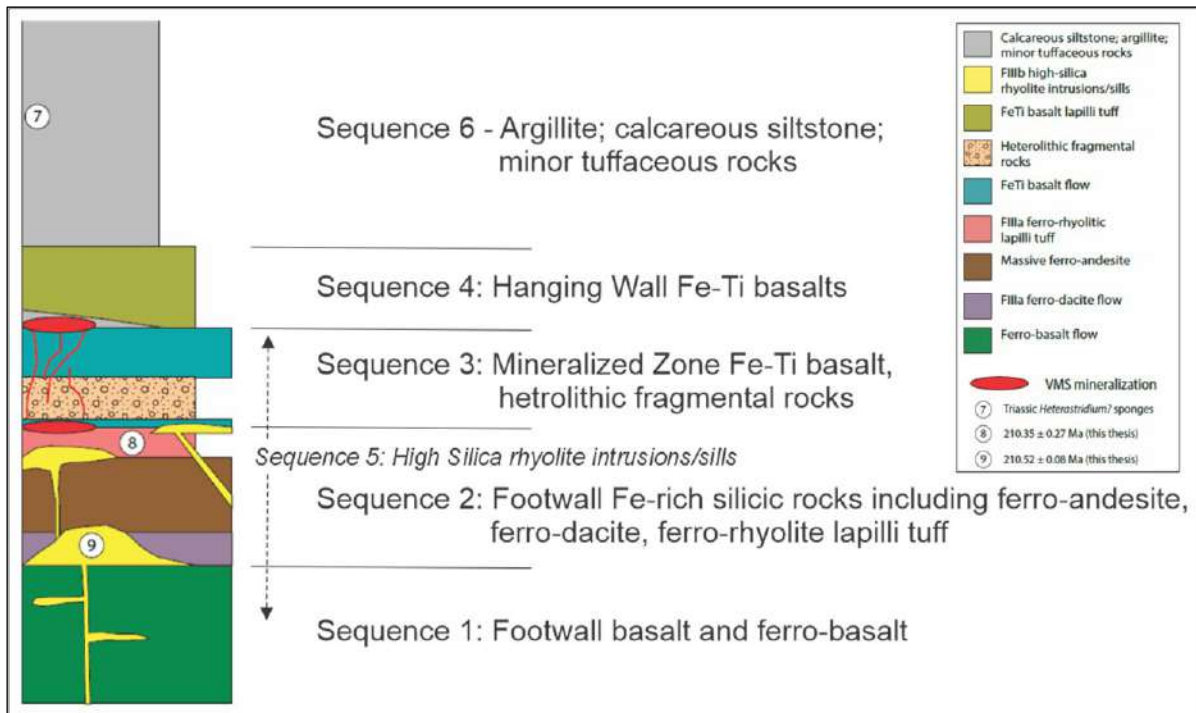 7
Sequence 6 - Argillite; calcareous siltstone;
minor tuffaceous rocks
Sequence 4: Hanging Wall Fe-Ti basalts
Sequence 3: Mineralized Zone Fe-Ti basalt,
hetrolithic fragmental rocks
8
Sequence 5: High Silica rhyolite intrusions/sills
Sequence 2: Footwall Fe-rich silicic rocks including ferro-andesite,
ferro-dacite, ferro-rhyolite lapilli tuff
9
Sequence 1: Footwall basalt and ferro-basalt
Calcareous siltstone; argillite;
minor tuffaceous rocks
FIIIb high-silica
rhyolite intrusions/sills
FeTi basalt lapilli tuff
Heterolithic fragmental
rocks
FeTi basalt flow
FIIIa ferro-rhyolitic
lapilli tuff
Massive ferro-andesite
FIIIa ferro-dacite flow
Ferro-basalt flow
VMS mineralization
7 Triassic Heterastridium? sponges
8 210.35 ± 0.27 Ma (this thesis)
9 210.52 ± 0.08 Ma (this thesis)